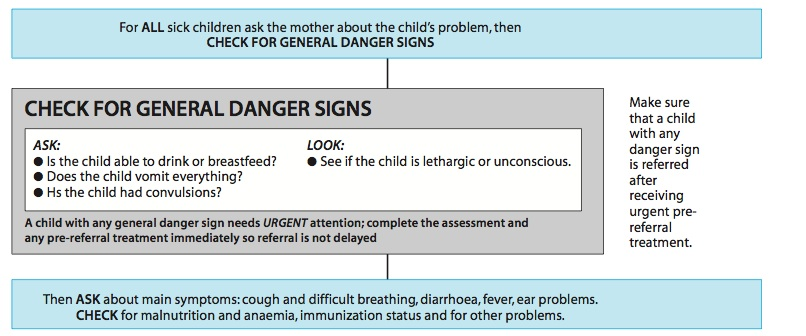 For ALL sick children ask the mother about the child's problem, then
CHECK FOR GENERAL DANGER SIGNS
CHECK FOR GENERAL DANGER SIGNS
ASK:
● Is the child able to drink or breastfeed?
● Does the child vomit everything?
● Hs the child had convulsions?
LOOK:
● See if the child is lethargic or unconscious.
A child with any general danger sign needs URGENT attention; complete the assessment and
any pre-referral treatment immediately so referral is not delayed
Make sure
that a child
with any
danger sign
is referred
after
receiving
urgent pre-
referral
treatment.
Then ASK about main symptoms: cough and difficult breathing, diarrhoea, fever, ear problems.
CHECK for malnutrition and anaemia, immunization status and for other problems.